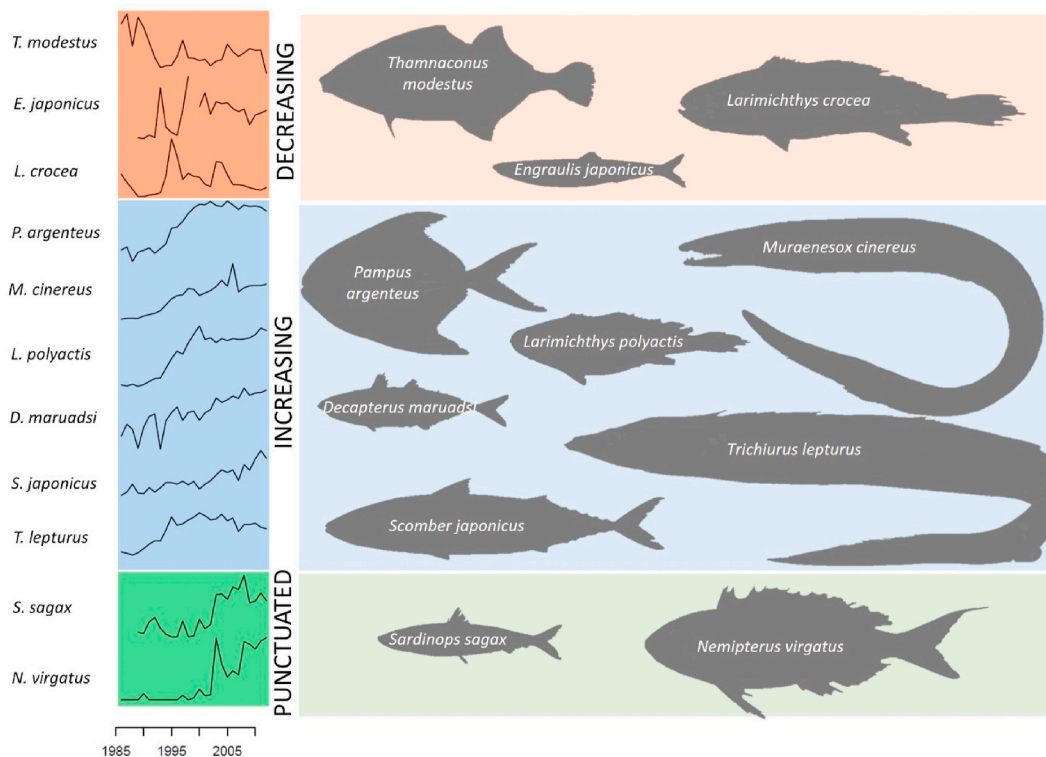 T. modestus
E. japonicus
L. crocea
DECREASING
Thamnaconus
modestus
Larimichthys crocea
Engraulis japonicus
P. argenteus
M. cinereus
L. polyactis
D. maruadsi
S. japonicus
T. lepturus
INCREASING
Pampus
argenteus
Muraenesox cinereus
Larimichthys polyactis
Decapterus maruadsi
Trichiurus lepturus
Scomber japonicus
S. sagax
N. virgatus
PUNCTUATED
Sardinops sagax
Nemipterus virgatus
1985 1995 2005